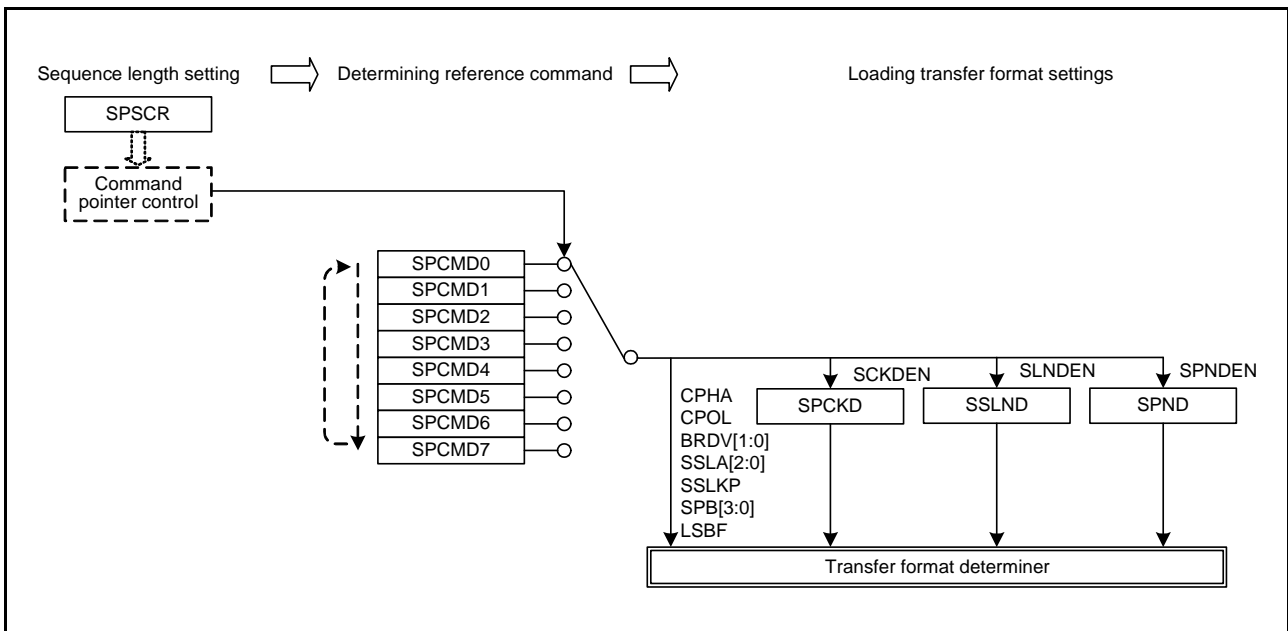 Sequence length setting
Determining reference command
Loading transfer format settings
SPSCR
Command
pointer control
SPCMD0
SPCMD1
SPCMD2
SPCMD3
SPCMD4
SPCMD5
SPCMD6
SPCMD7
CPHA
CPOL
BRDV[1:0]
SSLA[2:0]
SSLKP
SPB[3:0]
LSBF
SCKDEN
SPCKD
SLNDEN
SSLND
SPNDEN
SPND
Transfer format determiner